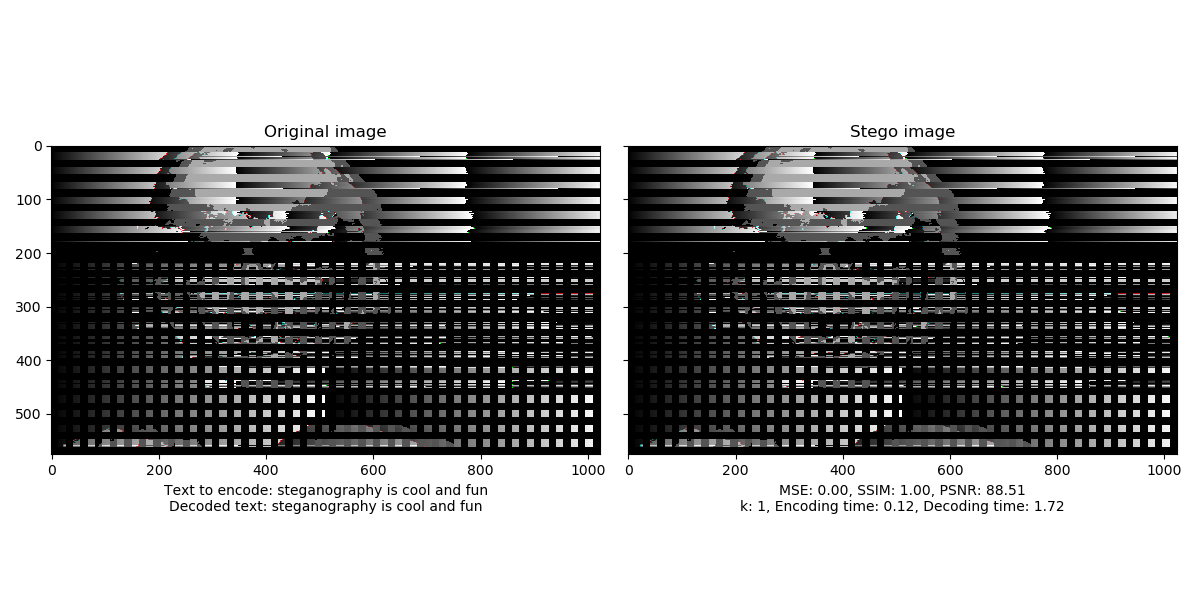 Original image
Stego image
0
100
200
300
400
500
0 200 400 600 800 1000
0 200 400 600 800 1000
Text to encode: steganography is cool and fun
Decoded text: steganography is cool and fun
MSE: 0.00, SSIM: 1.00, PSNR: 88.51
k: 1, Encoding time: 0.12, Decoding time: 1.72